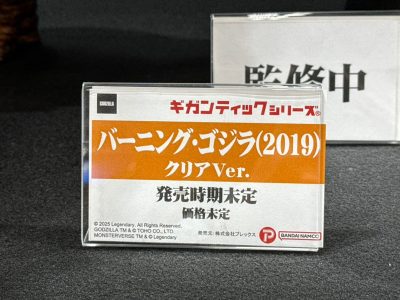 監修中
GODZILLA
ギガンティックシリーズ®
バーニング・ゴジラ(2019)
クリアVer.
発売時期未定
価格未定
© 2025 Legendary. All Rights Reserved.
GODZILLA TM & © TOHO CO., LTD.
MONSTERVERSE TM & © Legendary
発売元:株式会社プレックス
BANDAI NAMCO